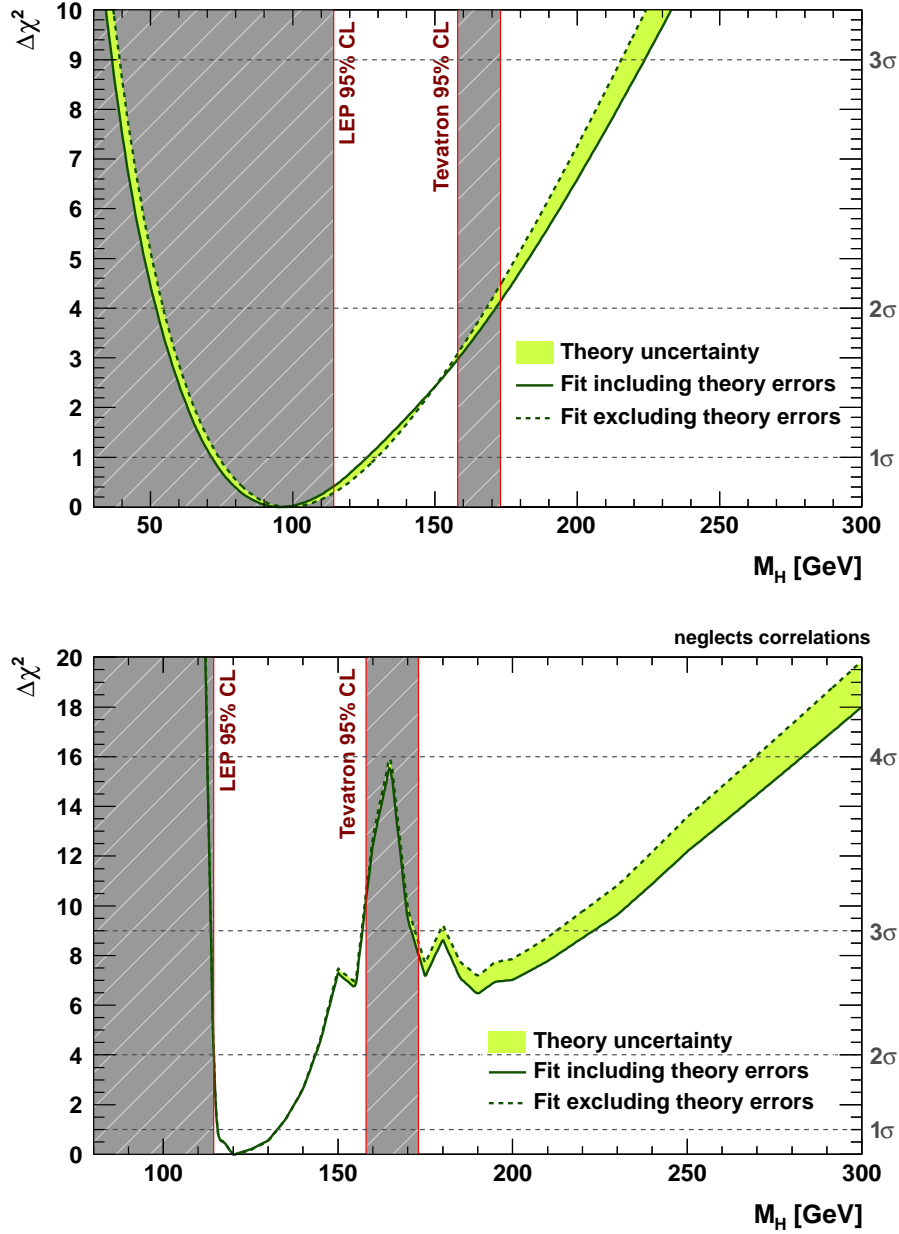 Δχ²
10
9
8
7
6
5
4
3
2
1
0
3σ
2σ
1σ
LEP 95% CL
Tevatron 95% CL
Theory uncertainty
Fit including theory errors
Fit excluding theory errors
50
100
150
200
250
300
M_H [GeV]
neglects correlations
Δχ²
20
18
16
14
12
10
8
6
4
2
0
4σ
3σ
2σ
1σ
LEP 95% CL
Tevatron 95% CL
Theory uncertainty
Fit including theory errors
Fit excluding theory errors
100
150
200
250
300
M_H [GeV]